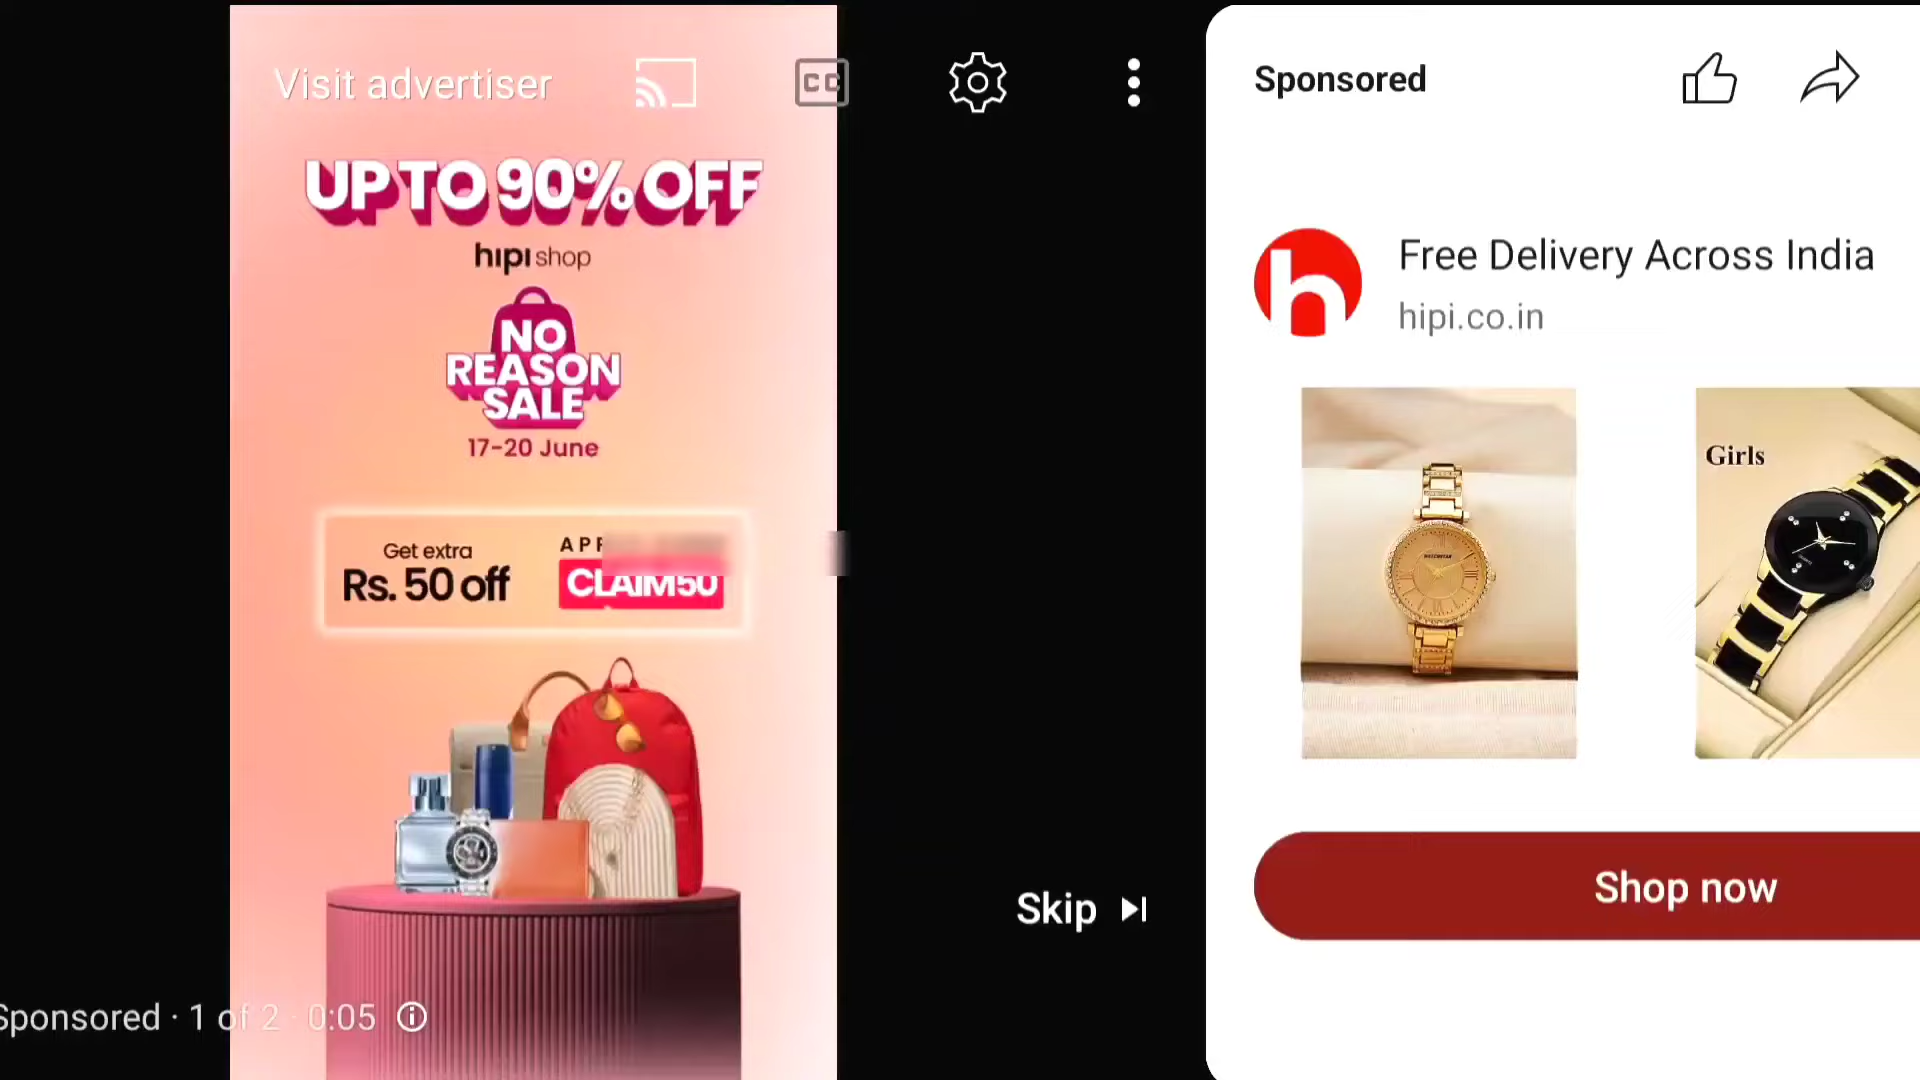 Visit advertiser
CC
UP TO 90% OFF
hipi shop
NO
REASON
SALE
17-20 June
Get extra
Rs. 50 off
CLAIM50
Skip
Sponsored · 1 of 2 · 0:05
Sponsored
Free Delivery Across India
hipi.co.in
Girls
Shop now